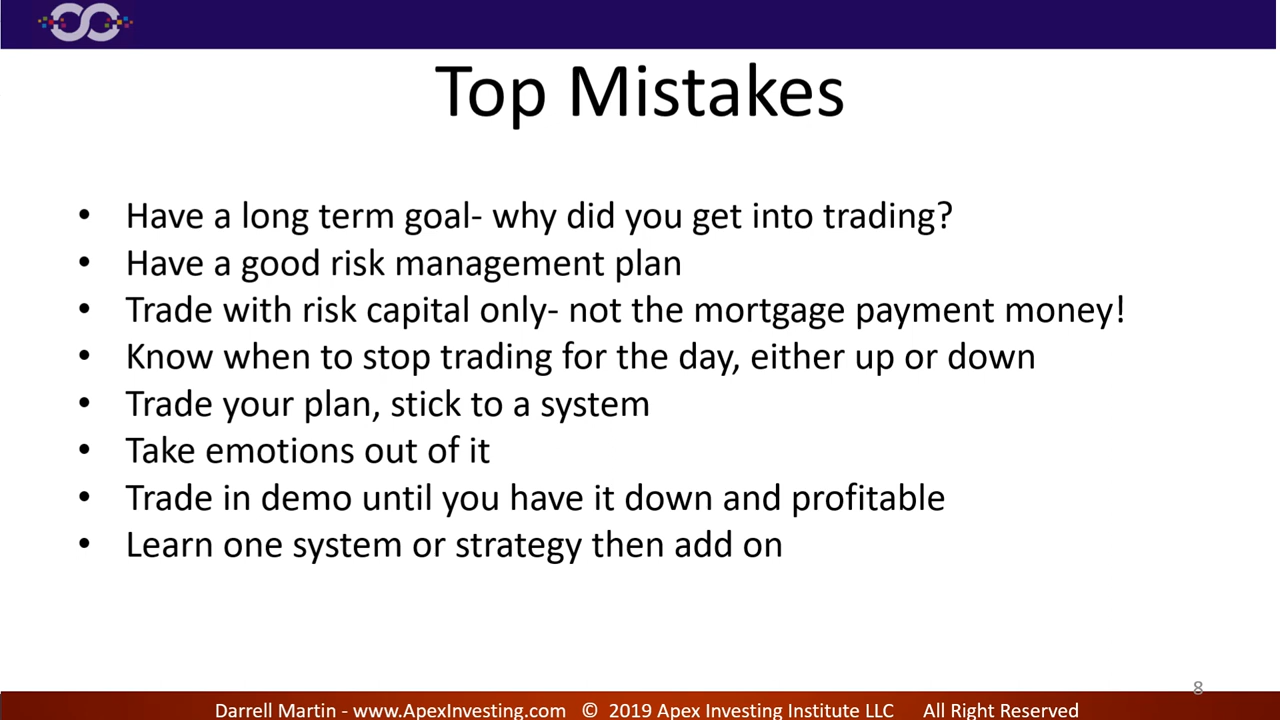 Top Mistakes
• Have a long term goal- why did you get into trading?
• Have a good risk management plan
• Trade with risk capital only- not the mortgage payment money!
• Know when to stop trading for the day, either up or down
• Trade your plan, stick to a system
• Take emotions out of it
• Trade in demo until you have it down and profitable
• Learn one system or strategy then add on
8
Darrell Martin - www.ApexInvesting.com © 2019 Apex Investing Institute LLC All Right Reserved